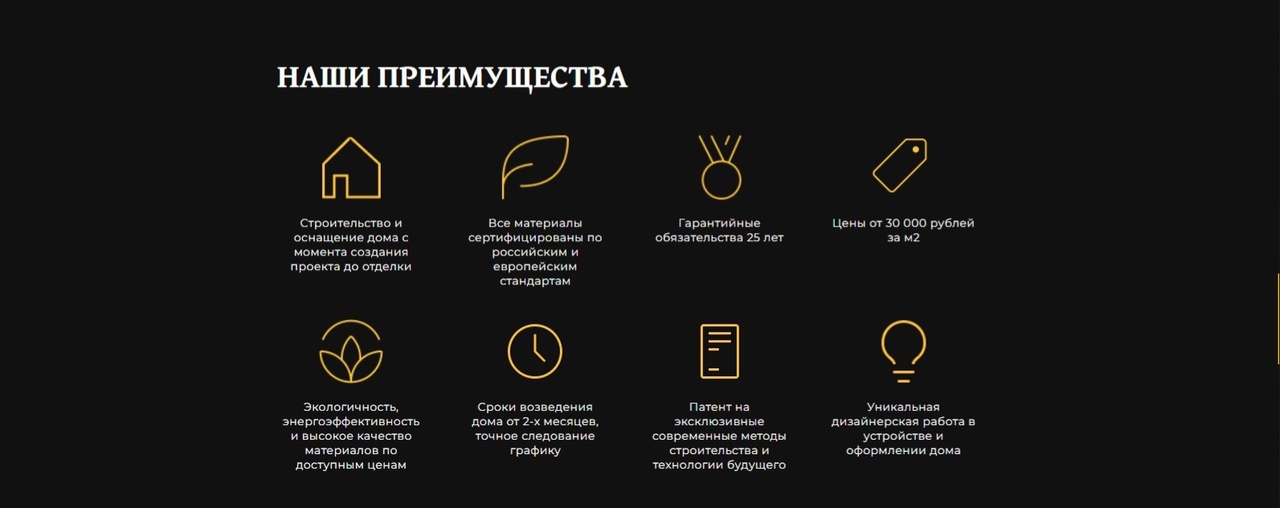 НАШИ ПРЕИМУЩЕСТВА
Строительство и
оснащение дома с
момента создания
проекта до отделки
Все материалы
сертифицированы по
российским и
европейским
стандартам
Гарантийные
обязательства 25 лет
Цены от 30 000 рублей
за м2
Экологичность,
энергоэффективность
и высокое качество
материалов по
доступным ценам
Сроки возведения
дома от 2-х месяцев,
точное следование
графику
Патент на
эксклюзивные
современные методы
строительства и
технологии будущего
Уникальная
дизайнерская работа в
устройстве и
оформлении дома